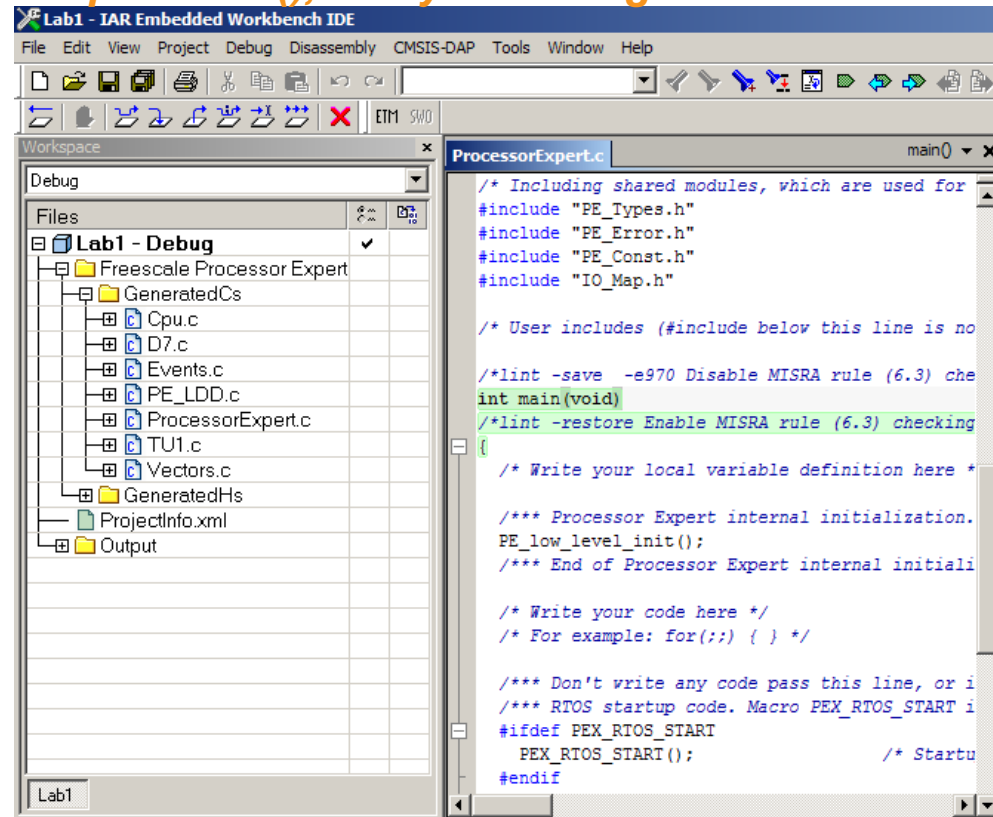 Lab1 - IAR Embedded Workbench IDE
File Edit View Project Debug Disassembly CMSIS-DAP Tools Window Help
ETM SWO
Workspace
Debug
Files
Lab1 - Debug
Freescale Processor Expert
GeneratedCs
Cpu.c
D7.c
Events.c
PE_LDD.c
ProcessorExpert.c
TU1.c
Vectors.c
GeneratedHs
ProjectInfo.xml
Output
Lab1
ProcessorExpert.c main()
/* Including shared modules, which are used for
#include "PE_Types.h"
#include "PE_Error.h"
#include "PE_Const.h"
#include "IO_Map.h"
/* User includes (#include below this line is no
/*lint -save -e970 Disable MISRA rule (6.3) che
int main(void)
/*lint -restore Enable MISRA rule (6.3) checking
{
/* Write your local variable definition here *
/*** Processor Expert internal initialization.
PE_low_level_init();
/*** End of Processor Expert internal initiali
/* Write your code here */
/* For example: for(;;) { } */
/*** Don't write any code pass this line, or i
/*** RTOS startup code. Macro PEX_RTOS_START i
#ifdef PEX_RTOS_START
PEX_RTOS_START(); /* Startu
#endif